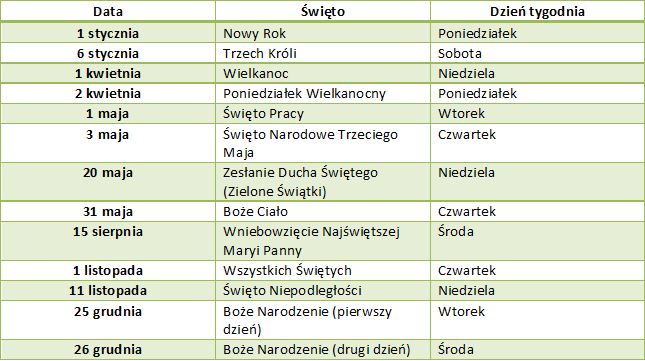 Data Święto Dzień tygodnia
1 stycznia Nowy Rok Poniedziałek
6 stycznia Trzech Króli Sobota
1 kwietnia Wielkanoc Niedziela
2 kwietnia Poniedziałek Wielkanocny Poniedziałek
1 maja Święto Pracy Wtorek
3 maja Święto Narodowe Trzeciego Czwartek
Maja
20 maja Zesłanie Ducha Świętego Niedziela
(Zielone Świątki)
31 maja Boże Ciało Czwartek
15 sierpnia Wniebowzięcie Najświętszej Środa
Maryi Panny
1 listopada Wszystkich Świętych Czwartek
11 listopada Święto Niepodległości Niedziela
25 grudnia Boże Narodzenie (pierwszy Wtorek
dzień)
26 grudnia Boże Narodzenie (drugi dzień) Środa